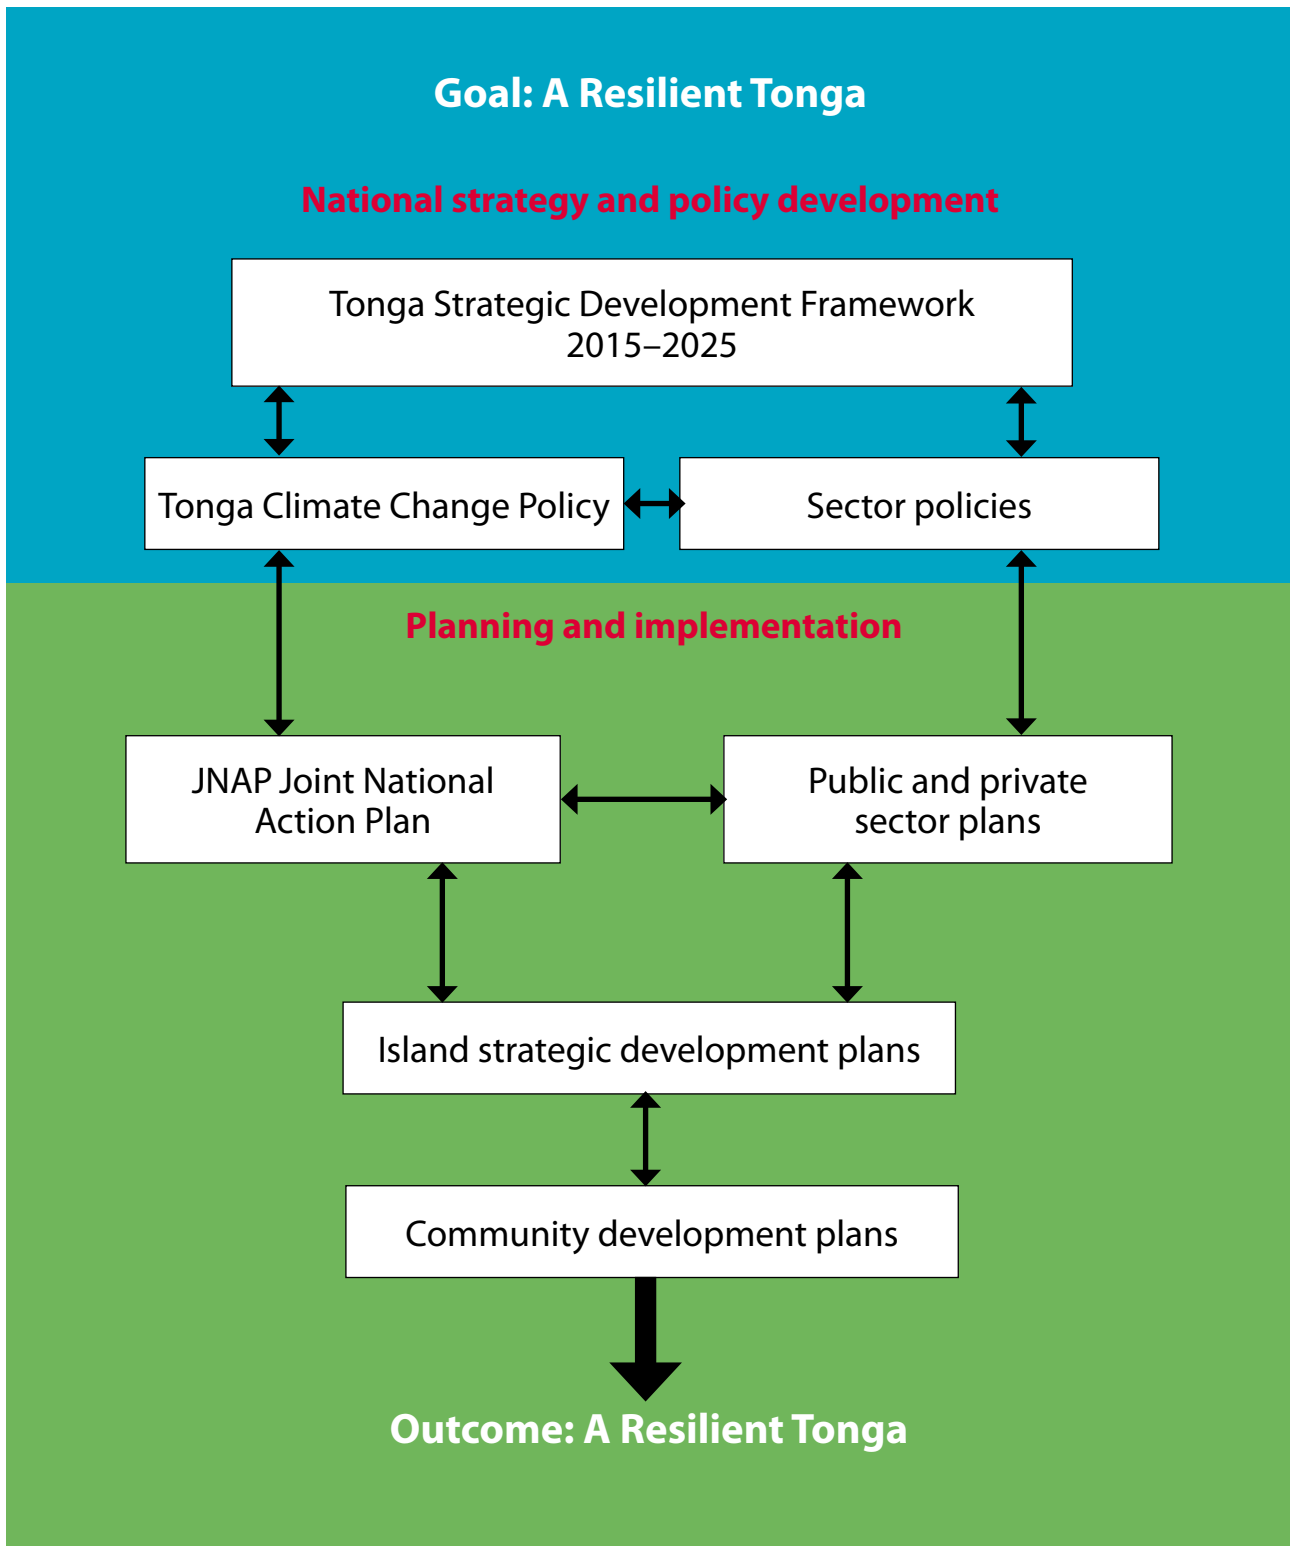 Goal: A Resilient Tonga
National strategy and policy development
Tonga Strategic Development Framework
2015–2025
Tonga Climate Change Policy
Sector policies
Planning and implementation
JNAP Joint National
Action Plan
Public and private
sector plans
Island strategic development plans
Community development plans
Outcome: A Resilient Tonga